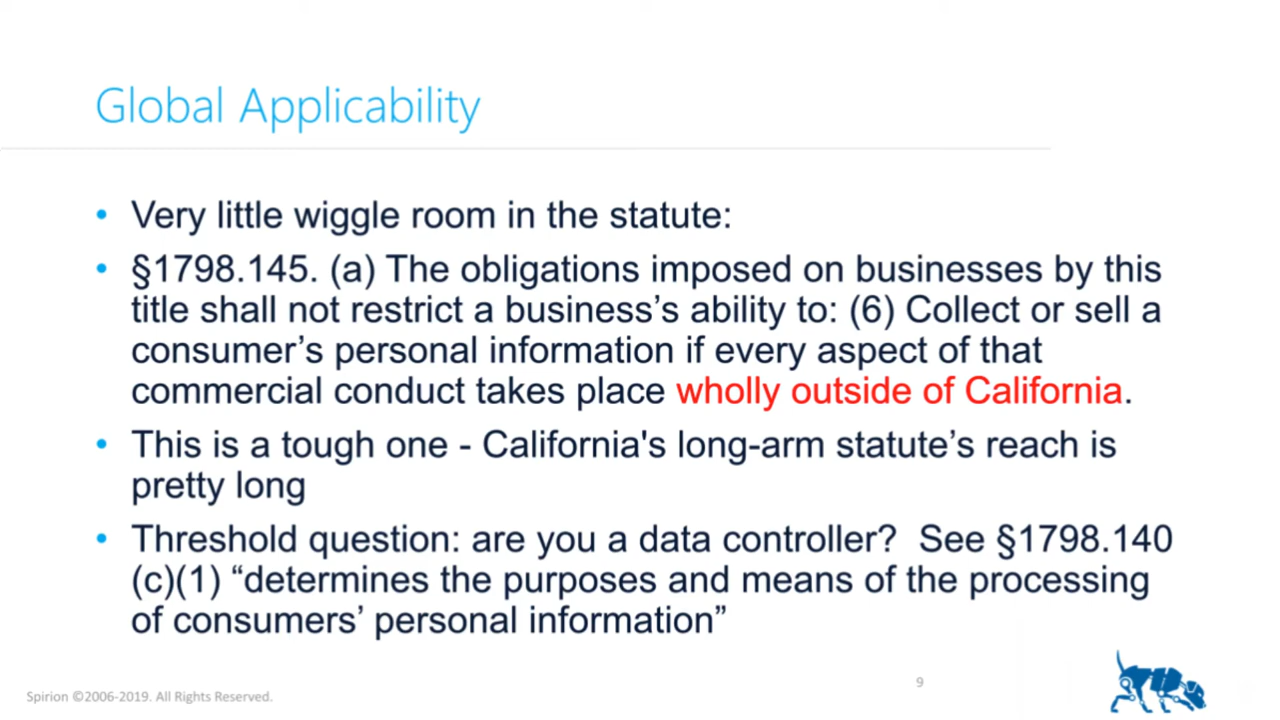 Global Applicability
• Very little wiggle room in the statute:
• §1798.145. (a) The obligations imposed on businesses by this
title shall not restrict a business’s ability to: (6) Collect or sell a
consumer’s personal information if every aspect of that
commercial conduct takes place wholly outside of California.
• This is a tough one - California's long-arm statute’s reach is
pretty long
• Threshold question: are you a data controller?  See §1798.140
(c)(1) “determines the purposes and means of the processing
of consumers’ personal information”
Spirion ©2006-2019. All Rights Reserved.
9